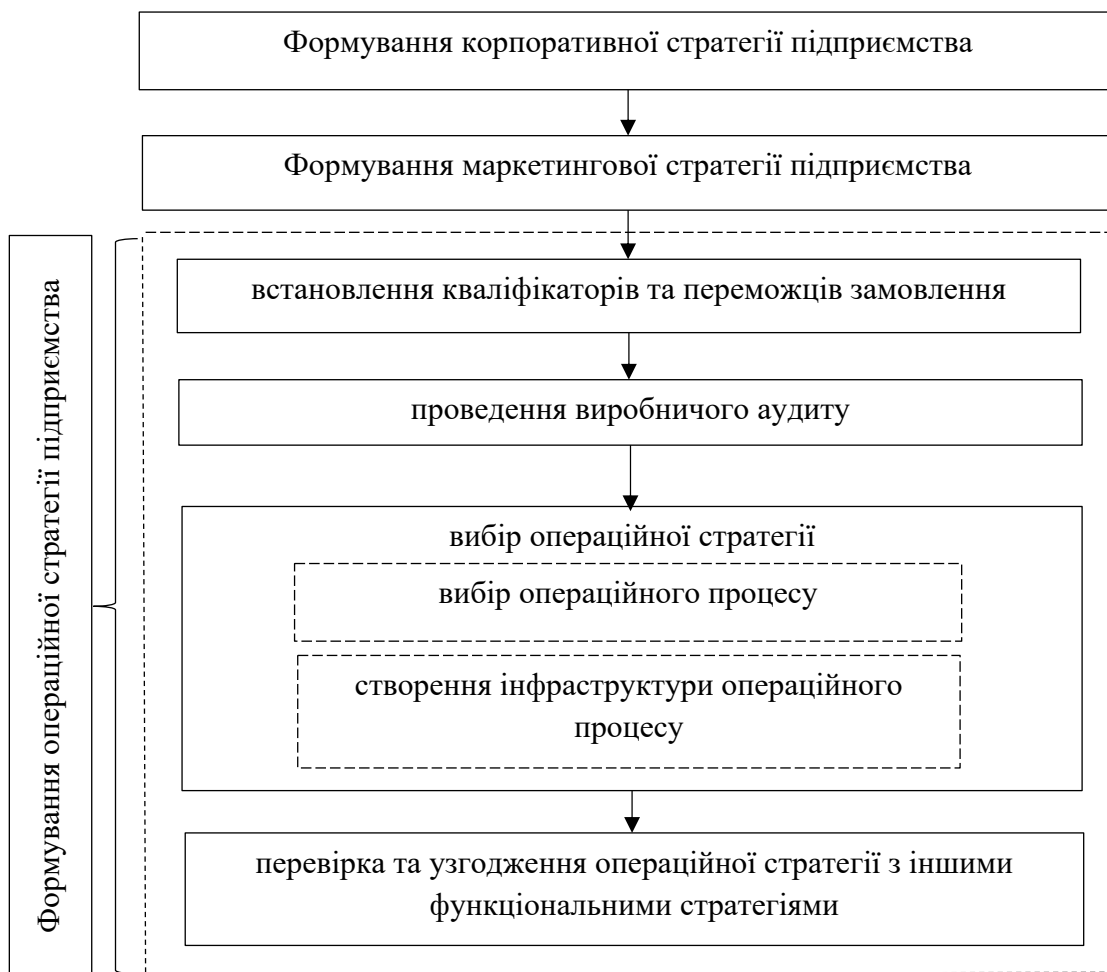 Формування корпоративної стратегії підприємства
Формування маркетингової стратегії підприємства
Формування операційної стратегії підприємства
встановлення кваліфікаторів та переможців замовлення
проведення виробничого аудиту
вибір операційної стратегії
вибір операційного процесу
створення інфраструктури операційного
процесу
перевірка та узгодження операційної стратегії з іншими
функціональними стратегіями